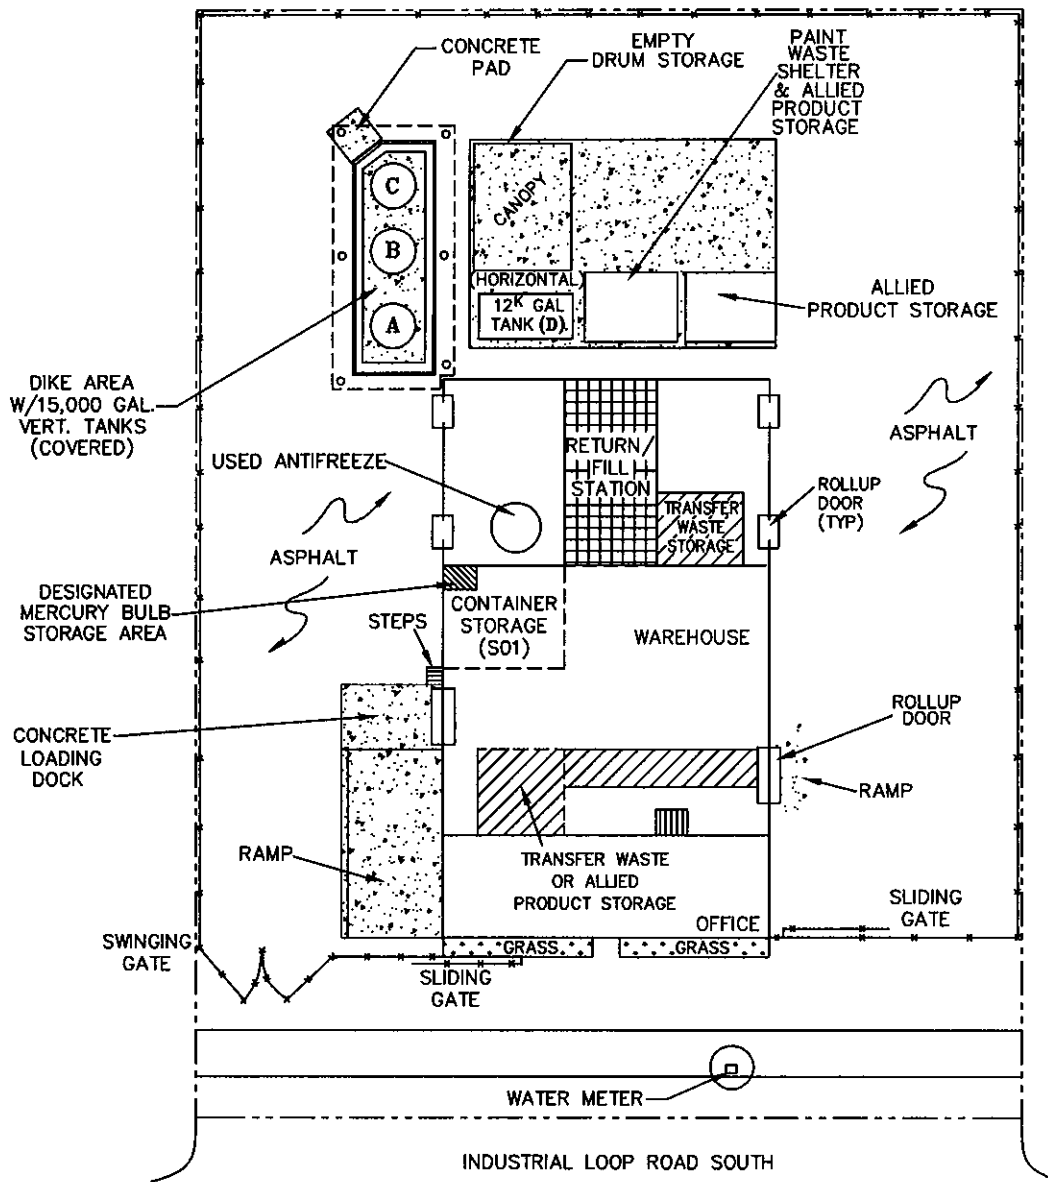 CONCRETE
PAD
EMPTY
DRUM STORAGE
PAINT
WASTE
SHELTER
& ALLIED
PRODUCT
STORAGE
C
B
A
CANOPY
(HORIZONTAL)
12K GAL
TANK (D).
ALLIED
PRODUCT STORAGE
DIKE AREA
W/15,000 GAL.
VERT. TANKS
(COVERED)
ASPHALT
USED ANTIFREEZE
RETURN/
FILL
STATION
ROLLUP
DOOR
(TYP)
TRANSFER
WASTE
STORAGE
ASPHALT
DESIGNATED
MERCURY BULB
STORAGE AREA
STEPS
CONTAINER
STORAGE
(S01)
WAREHOUSE
ROLLUP
DOOR
CONCRETE
LOADING
DOCK
RAMP
RAMP
TRANSFER WASTE
OR ALLIED
PRODUCT STORAGE
OFFICE
SLIDING
GATE
SWINGING
GATE
GRASS
GRASS
SLIDING
GATE
WATER METER
INDUSTRIAL LOOP ROAD SOUTH